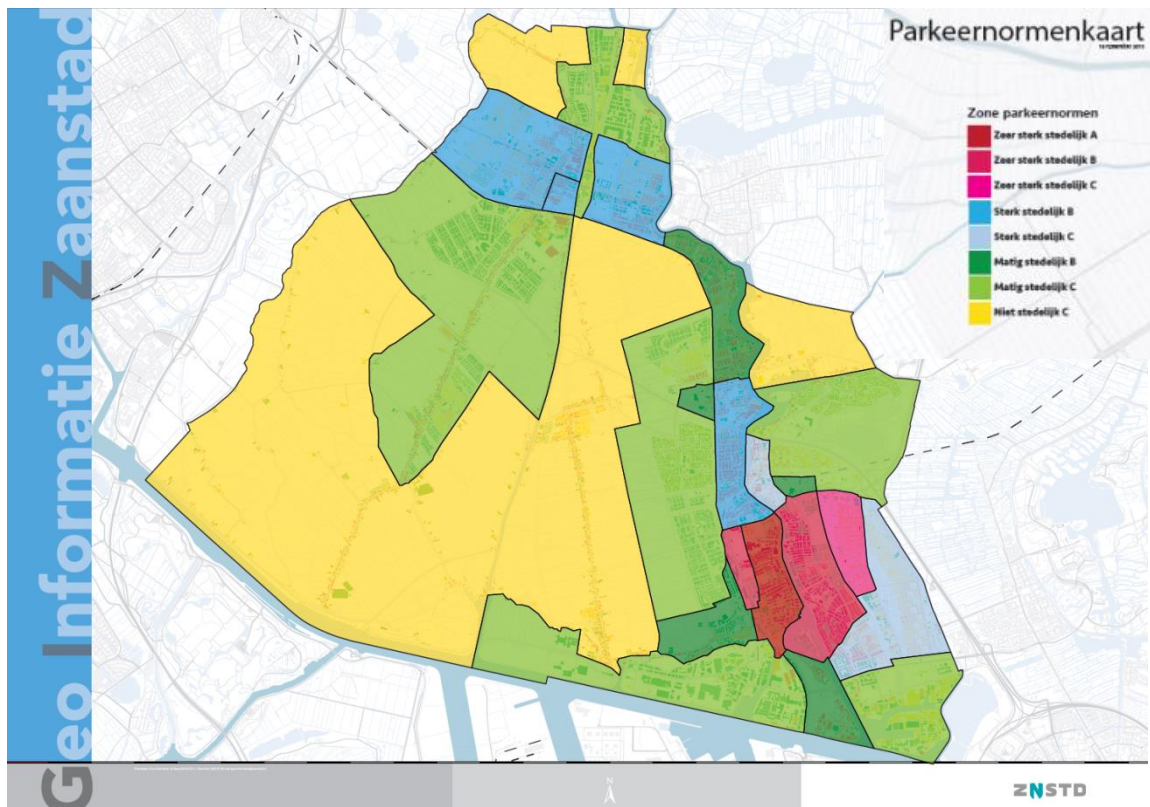 Geo Informatie Zaanstad
Parkeernormenkaart
Zone parkeernormen
Zeer sterk stedelijk A
Zeer sterk stedelijk B
Zeer sterk stedelijk C
Sterk stedelijk B
Sterk stedelijk C
Matig stedelijk B
Matig stedelijk C
Niet stedelijk C
N
ZNSTD